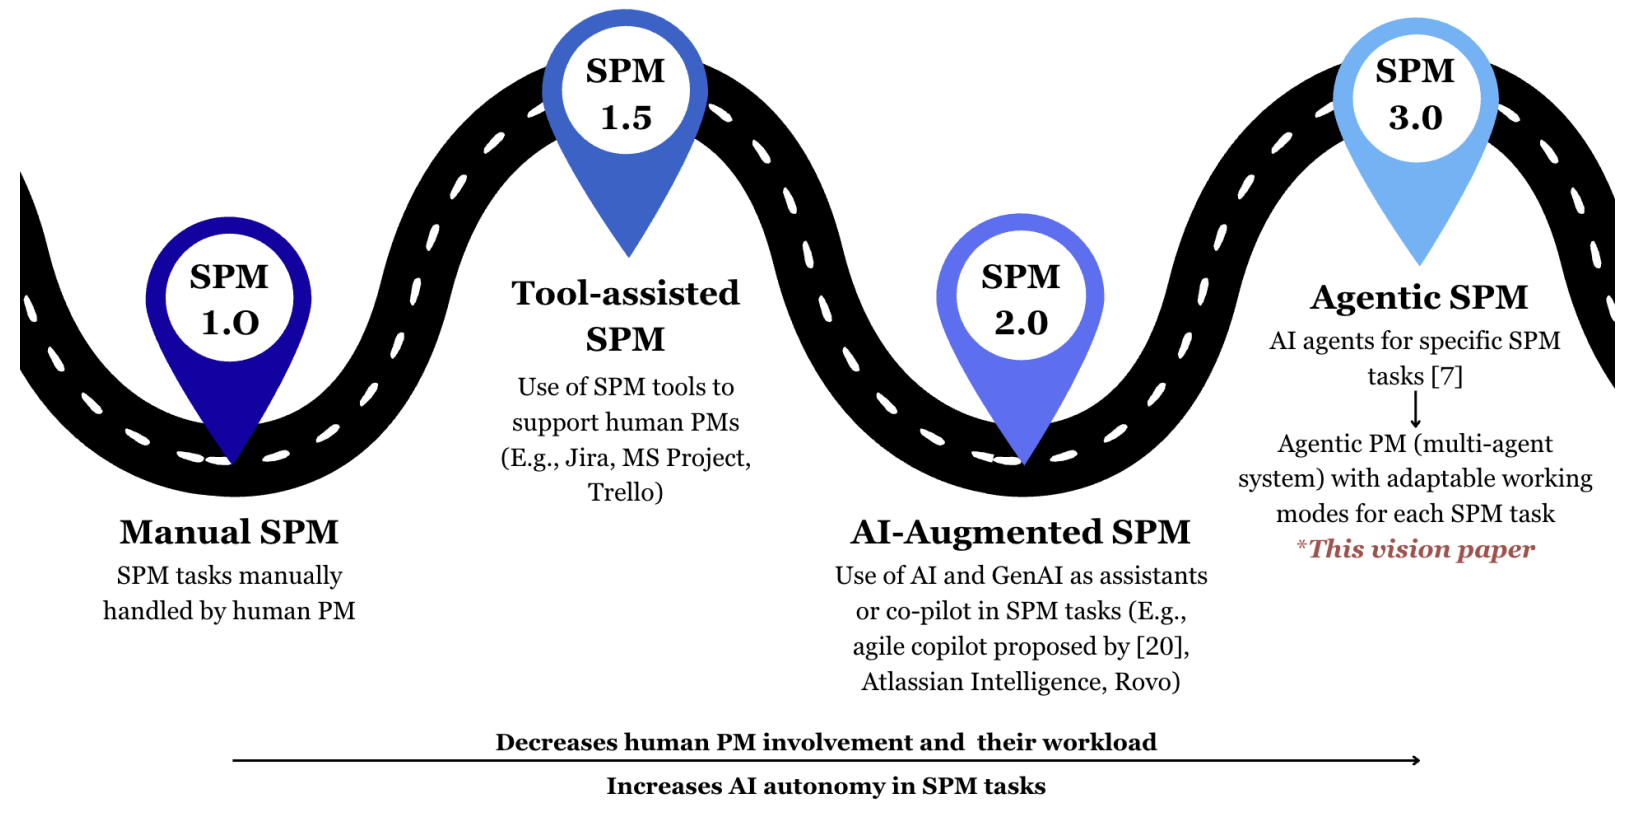 SPM
1.O
Manual SPM
SPM tasks manually
handled by human PM
SPM
1.5
Tool-assisted
SPM
Use of SPM tools to
support human PMs
(E.g., Jira, MS Project,
Trello)
SPM
2.0
AI-Augmented SPM
Use of AI and GenAI as assistants
or co-pilot in SPM tasks (E.g.,
agile copilot proposed by [20],
Atlassian Intelligence, Rovo)
SPM
3.0
Agentic SPM
AI agents for specific SPM
tasks [7]
Agentic PM (multi-agent
system) with adaptable working
modes for each SPM task
*This vision paper
Decreases human PM involvement and  their workload
Increases AI autonomy in SPM tasks